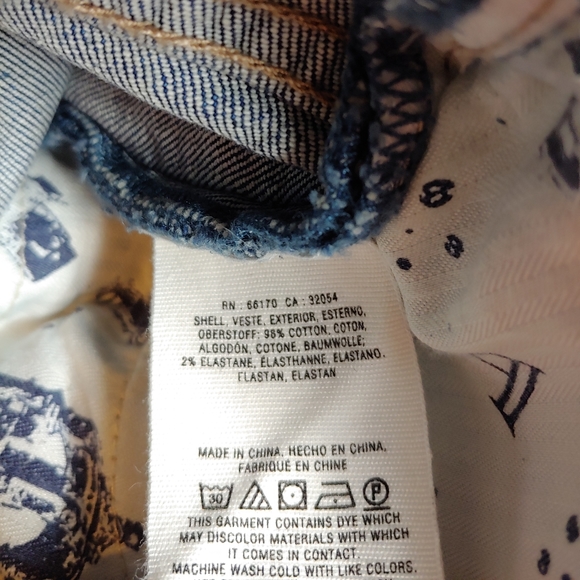 RN : 66170 CA : 32054
SHELL, VESTE, EXTERIOR, ESTERNO,
OBERSTOFF: 98% COTTON, COTON,
ALGODÓN, COTONE, BAUMWOLLE;
2% ELASTANE, ÉLASTHANNE, ELASTANO,
ELASTAN, ELASTAN
MADE IN CHINA, HECHO EN CHINA,
FABRIQUÉ EN CHINE
30 P
THIS GARMENT CONTAINS DYE WHICH
MAY DISCOLOR MATERIALS WITH WHICH
IT COMES IN CONTACT.
MACHINE WASH COLD WITH LIKE COLORS.